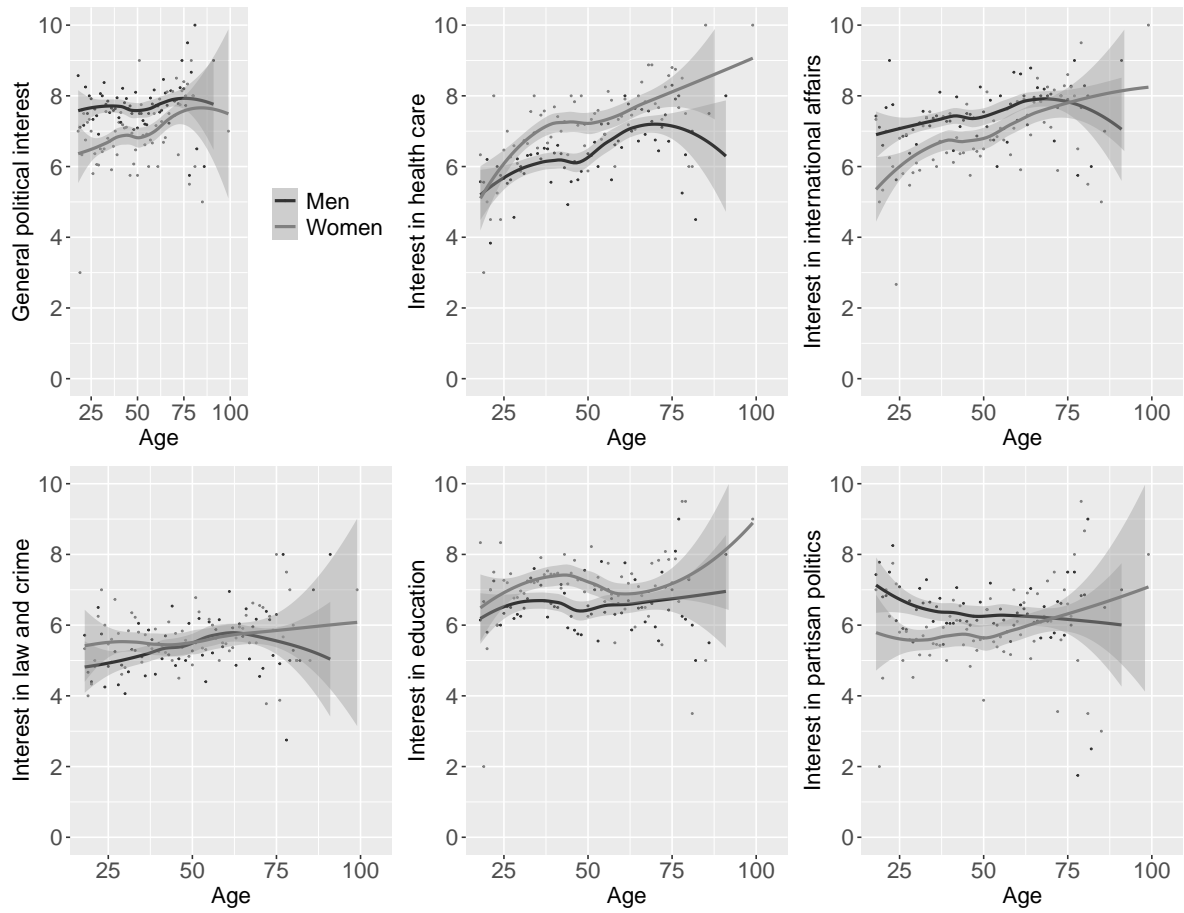 General political interest
10
8
6
4
2
0
25 50 75 100
Age
Men
Women
Interest in health care
10
8
6
4
2
0
25 50 75 100
Age
Interest in international affairs
10
8
6
4
2
0
25 50 75 100
Age
Interest in law and crime
10
8
6
4
2
0
25 50 75 100
Age
Interest in education
10
8
6
4
2
0
25 50 75 100
Age
Interest in partisan politics
10
8
6
4
2
0
25 50 75 100
Age